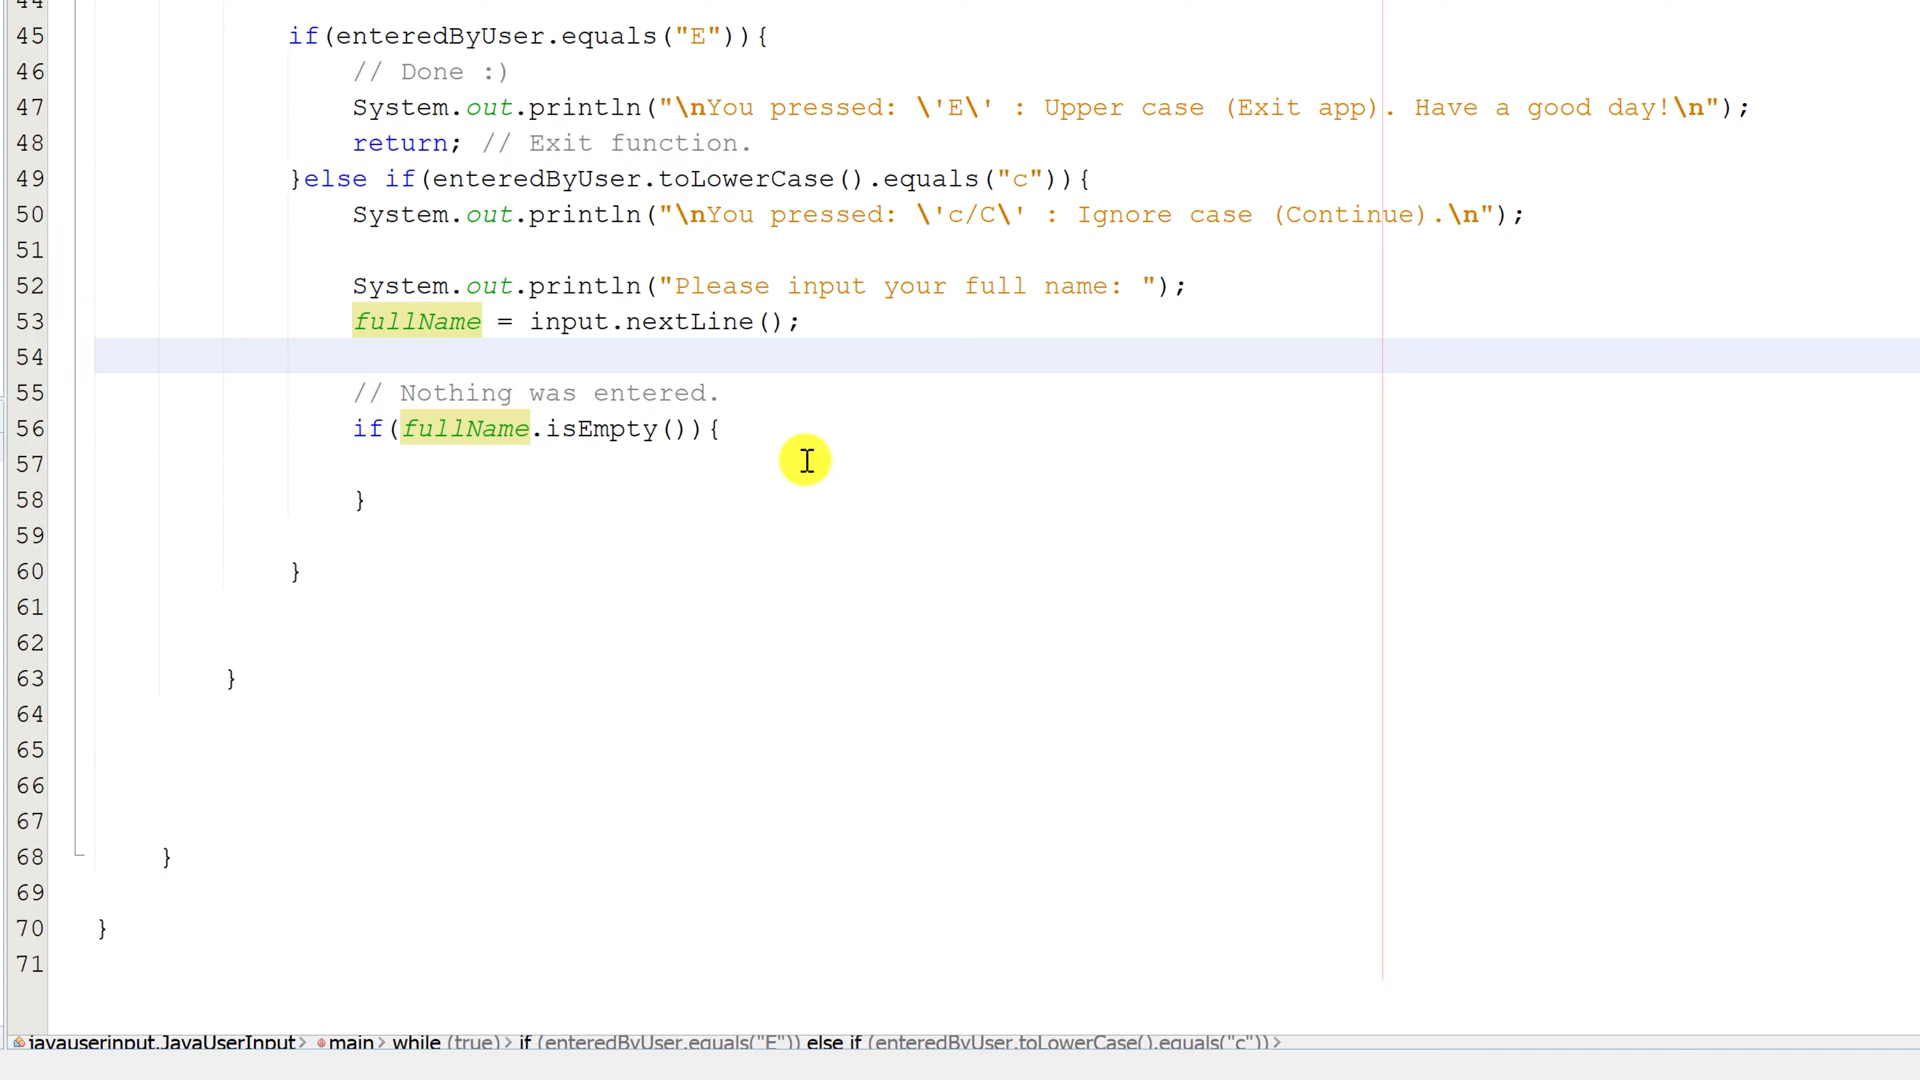 44
45 if(enteredByUser.equals("E")){
46 // Done :)
47 System.out.println("\nYou pressed: \'E\' : Upper case (Exit app). Have a good day!\n");
48 return; // Exit function.
49 }else if(enteredByUser.toLowerCase().equals("c")){
50 System.out.println("\nYou pressed: \'c/C\' : Ignore case (Continue).\n");
51
52 System.out.println("Please input your full name: ");
53 fullName = input.nextLine();
54
55 // Nothing was entered.
56 if(fullName.isEmpty()){
57
58 }
59
60 }
61
62
63 }
64
65
66
67
68 }
69
70 }
71
javauserinput.JavaUserInput > main > while (true) > if (enteredByUser.equals("E")) else if (enteredByUser.toLowerCase().equals("c")) >